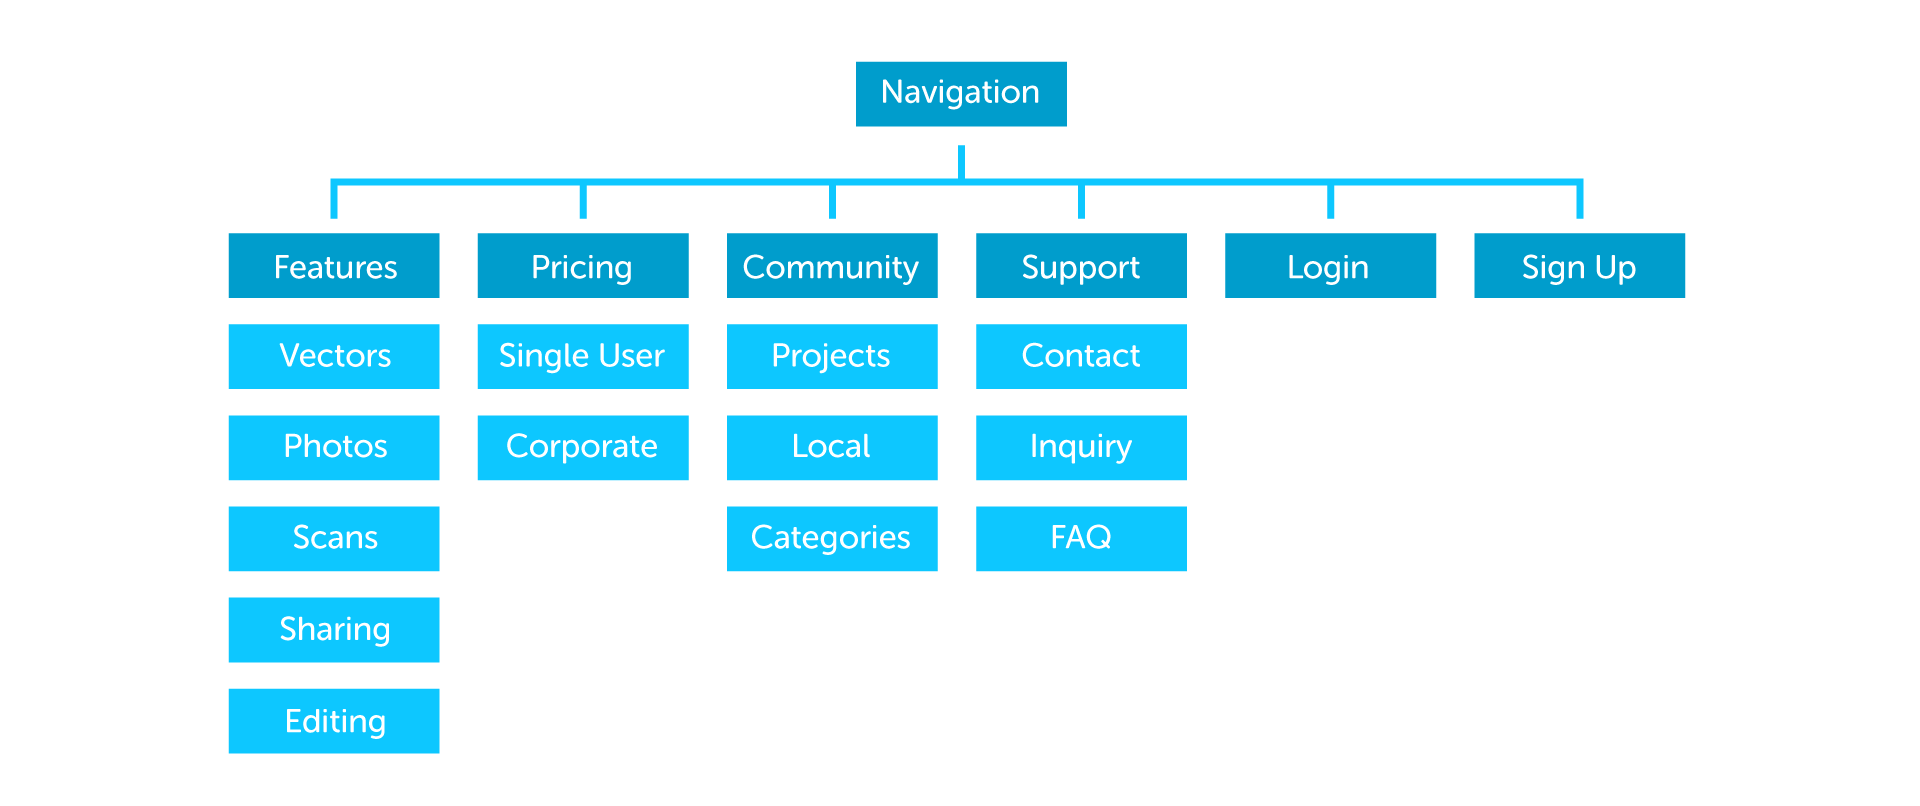 Navigation
Features
Pricing
Community
Support
Login
Sign Up
Vectors
Single User
Projects
Contact
Photos
Corporate
Local
Inquiry
Scans
Categories
FAQ
Sharing
Editing